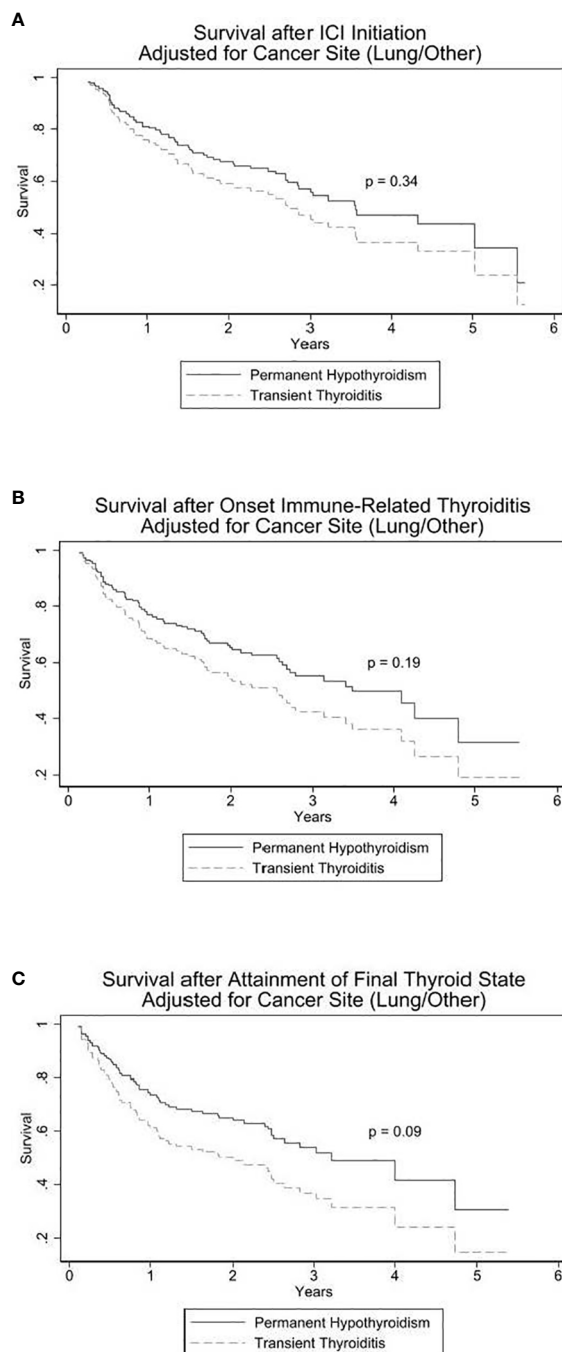 A
Survival after ICI Initiation
Adjusted for Cancer Site (Lung/Other)
1
.8
.6
.4
.2
Survival
p = 0.34
0 1 2 3 4 5 6
Years
Permanent Hypothyroidism
Transient Thyroiditis
B
Survival after Onset Immune-Related Thyroiditis
Adjusted for Cancer Site (Lung/Other)
1
.8
.6
.4
.2
Survival
p = 0.19
0 1 2 3 4 5 6
Years
Permanent Hypothyroidism
Transient Thyroiditis
C
Survival after Attainment of Final Thyroid State
Adjusted for Cancer Site (Lung/Other)
1
.8
.6
.4
.2
Survival
p = 0.09
0 1 2 3 4 5 6
Years
Permanent Hypothyroidism
Transient Thyroiditis